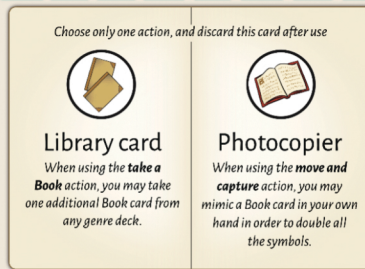 Choose only one action, and discard this card after use
Library card
When using the take a
Book action, you may take
one additional Book card from
any genre deck.
Photocopier
When using the move and
capture action, you may
mimic a Book card in your own
hand in order to double all
the symbols.